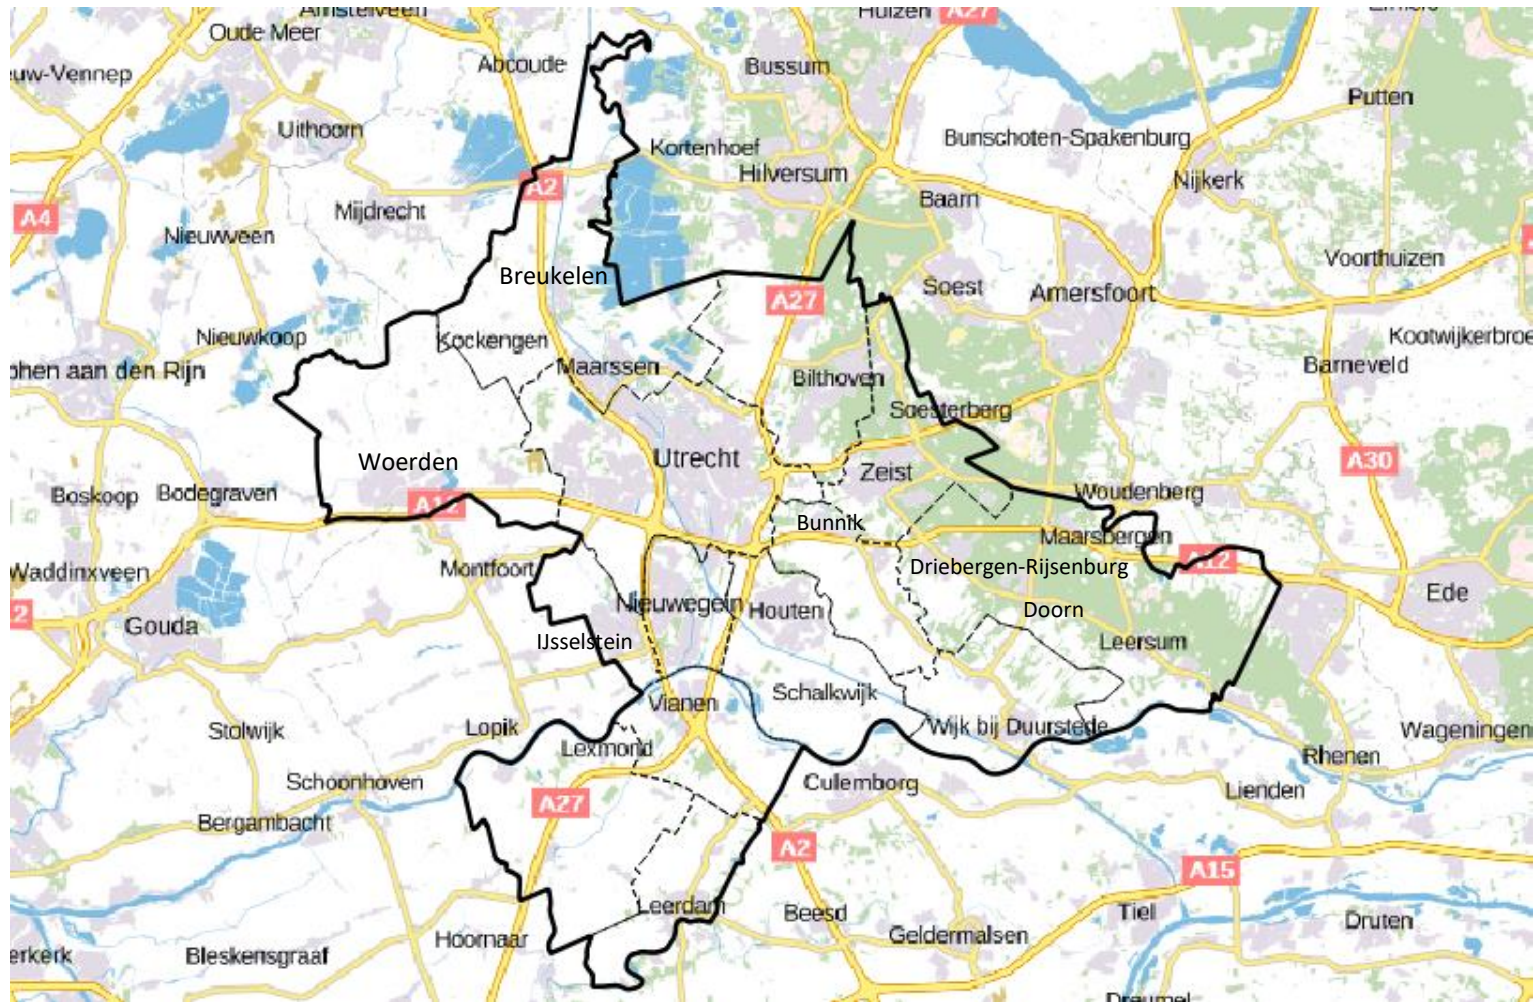 Amstelveen
Huizen
A27
Ermelo
Oude Meer
Abcoude
Bussum
euw-Vennep
Putten
Uithoorn
Kortenhoef
Bunschoten-Spakenburg
Hilversum
Nijkerk
A2
Baarn
A4
Mijdrecht
Nieuwveen
Voorthuizen
Breukelen
Soest
Amersfoort
A27
Nieuwkoop
Kockengen
Kootwijkerbroe
Maarssen
Barneveld
phen aan den Rijn
Bilthoven
Soesterberg
Woerden
Utrecht
A30
Zeist
Boskoop
Bodegraven
Woudenberg
A12
Bunnik
Maarsbergen
A12
Waddinxveen
Montfoort
Driebergen-Rijsenburg
Ede
Nieuwegein
Houten
Doorn
2
Gouda
IJsselstein
Leersum
Schalkwijk
Vianen
Stolwijk
Lopik
Wijk bij Duurstede
Wageningen
Lexmond
Rhenen
Schoonhoven
Culemborg
Lienden
A27
Bergambacht
A2
A15
Leerdam
Beesd
Tiel
Druten
Hoornaar
Geldermalsen
erkerk
Bleskensgraaf
Dreumel